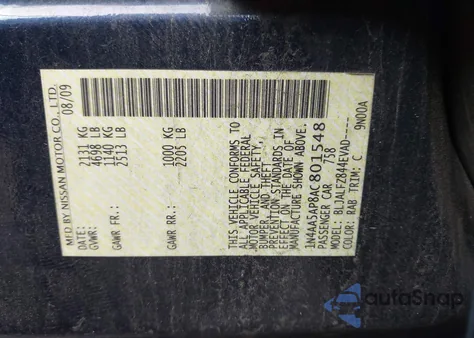 MFD BY NISSAN MOTOR CO., LTD.
08/09
GVWR: 2131 KG
4698 LB
GAWR FR: 1140 KG
2513 LB
GAWR RR: 1000 KG
2205 LB
THIS VEHICLE CONFORMS TO
ALL APPLICABLE FEDERAL
MOTOR VEHICLE SAFETY,
BUMPER, AND THEFT
PREVENTION STANDARDS IN
EFFECT ON THE DATE OF
MANUFACTURE SHOWN ABOVE.
1N4AA5AP8AC801548
PASSENGER CAR 758
MODEL: BLJALF2844EVAD----
COLOR: RAB TRIM: C 9N00A
autoSnap